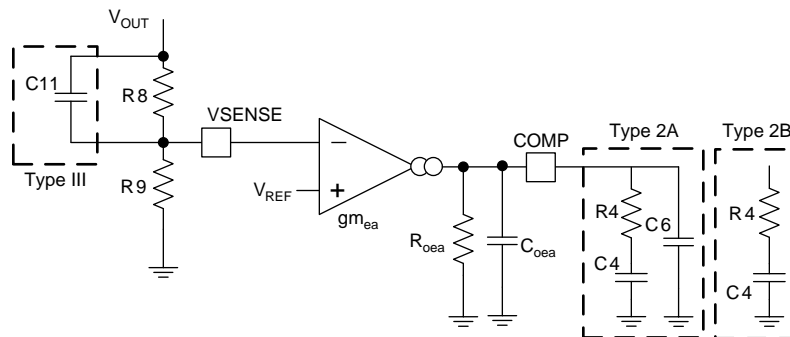 VOUT
C11
R8
VSENSE
Type III
R9
VREF
gmea
COMP
Roea
Coea
Type 2A
R4
C6
C4
Type 2B
R4
C4